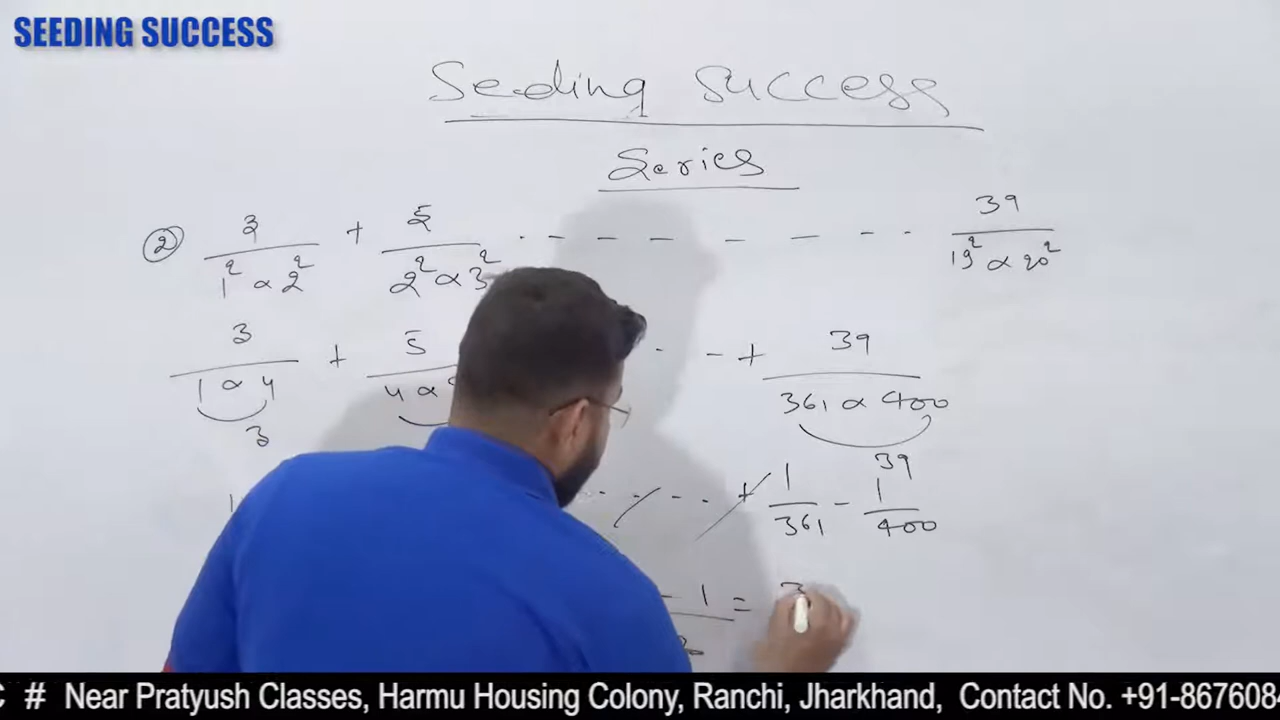 SEEDING SUCCESS
Seeding Success
Series
② 3/(1² × 2²) + 5/(2² × 3²) . - - - - - - . 39/(19² × 20²)
3/(1 × 4) + 5/(4 × . - + 39/(361 × 400)
3
39
- - . + 1/361 - 1/400
- 1 = 3
C # Near Pratyush Classes, Harmu Housing Colony, Ranchi, Jharkhand, Contact No. +91-867608